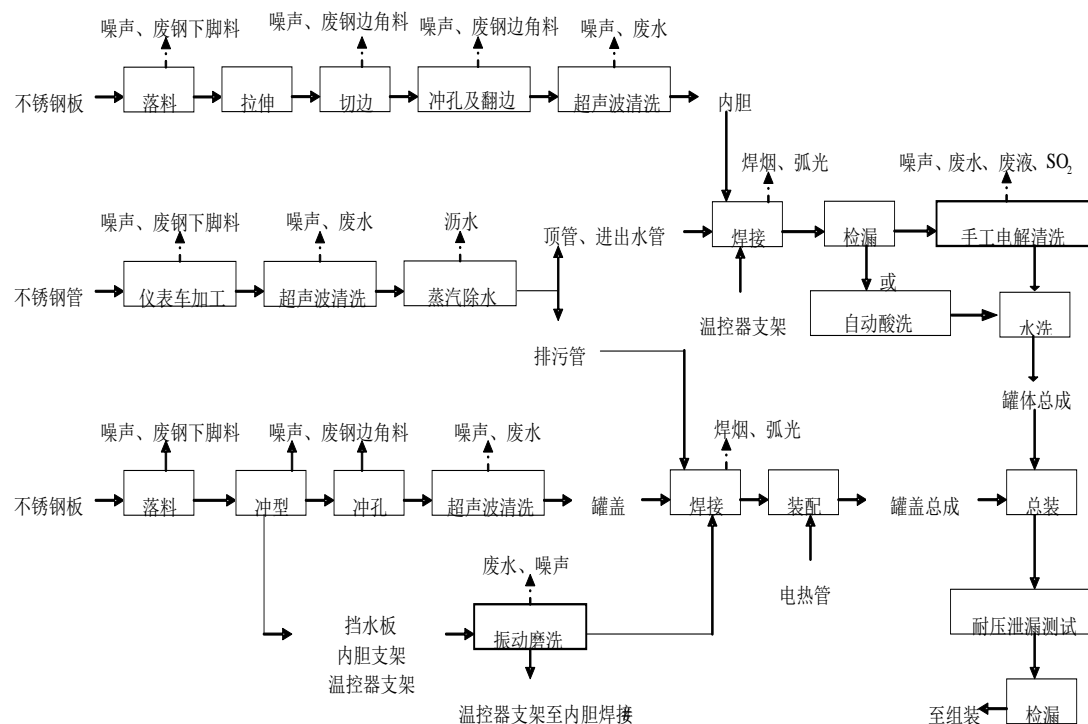 噪声、废钢下脚料
噪声、废钢边角料
噪声、废钢边角料
噪声、废水
不锈钢板
落料
拉伸
切边
冲孔及翻边
超声波清洗
内胆
焊烟、弧光
噪声、废水、废液、SO₂
噪声、废钢下脚料
噪声、废水
沥水
顶管、进出水管
焊接
检漏
手工电解清洗
不锈钢管
仪表车加工
超声波清洗
蒸汽除水
或
温控器支架
自动酸洗
水洗
排污管
罐体总成
噪声、废钢下脚料
噪声、废钢边角料
噪声、废水
焊烟、弧光
不锈钢板
落料
冲型
冲孔
超声波清洗
罐盖
焊接
装配
罐盖总成
总装
废水、噪声
电热管
挡水板
内胆支架
温控器支架
振动磨洗
耐压泄漏测试
温控器支架至内胆焊接
至组装
检漏